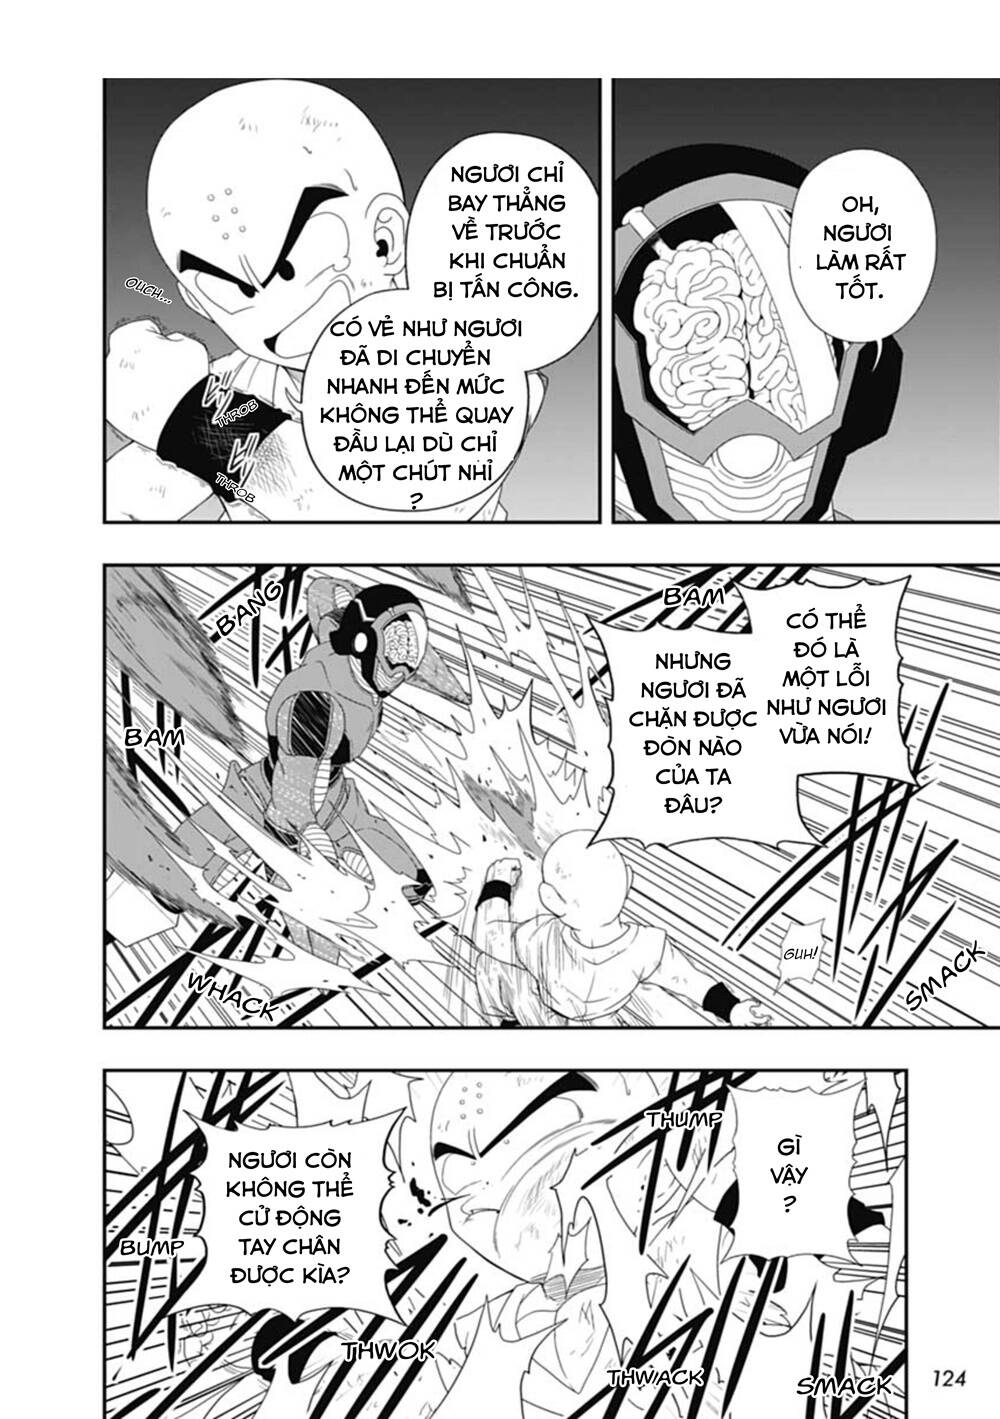 OH,
NGƯƠI
LÀM RẤT
TỐT.
NGƯƠI CHỈ
BAY THẲNG
VỀ TRƯỚC
KHI CHUẨN
BỊ TẤN CÔNG.
CÓ VẺ NHƯ NGƯƠI
ĐÃ DI CHUYỂN
NHANH ĐẾN MỨC
KHÔNG THỂ QUAY
ĐẦU LẠI DÙ CHỈ
MỘT CHÚT NHỈ
?
OUCH...
THROB
THROB
BAM
CÓ THỂ
ĐÓ LÀ
MỘT LỖI
NHƯ NGƯƠI
VỪA NÓI!
NHƯNG
NGƯƠI ĐÃ
CHẶN ĐƯỢC
ĐÒN NÀO
CỦA TA
ĐÂU?
BANG
BAM
GUH!
SMACK
WHACK
THUMP
GÌ
VẬY
?
NGƯƠI CÒN
KHÔNG THỂ
CỬ ĐỘNG
TAY CHÂN
ĐƯỢC KÌA?
BUMP
THWOK
THWACK
SMACK
124